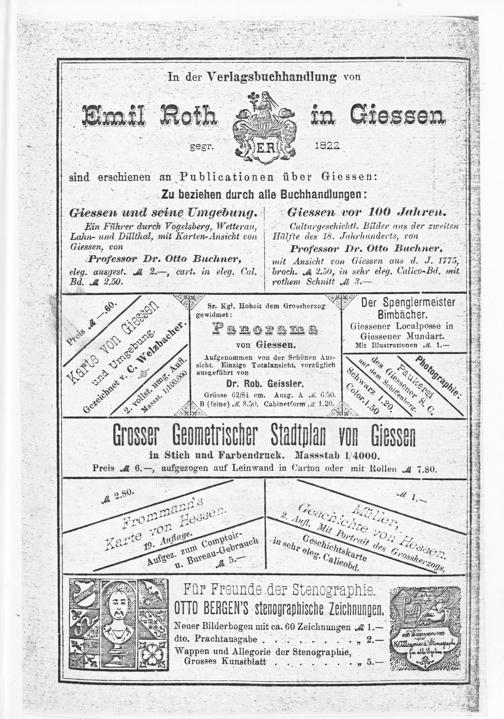 In der Verlagsbuchhandlung von
Emil Roth in Giessen
gegr. 1822
ER
sind erschienen an Publicationen über Giessen:
Zu beziehen durch alle Buchhandlungen:
Giessen und seine Umgebung.
Ein Führer durch Vogelsberg, Wetterau,
Lahn- und Dillthal, mit Karten-Ansicht von
Giessen, von
Professor Dr. Otto Buchner,
eleg. ausgest. ℳ 2.—, cart. in eleg. Cal.
Bd. ℳ 2.50.
Giessen vor 100 Jahren.
Culturgeschichtl. Bilder aus der zweiten
Hälfte des 18. Jahrhunderts, von
Professor Dr. Otto Buchner,
mit Ansicht von Giessen aus d. J. 1775,
broch. ℳ 2.50, in sehr eleg. Calico-Bd. mit
rothem Schnitt ℳ 3.—
Preis ℳ —.60.
Karte von Giessen
und Umgebung.
Gezeichnet v. C. Welzbacher.
2. vollst. umg. Aufl.
Massst. 1/100,000
Sr. Kgl. Hoheit dem Grossherzog
gewidmet:
Panorama
von Giessen.
Aufgenommen von der Schönen Aus-
sicht. Einzige Totalansicht, vorzüglich
ausgeführt von
Dr. Rob. Geissler.
Grösse 62/84 cm. Ausg. A ℳ 6.50.
B (feine) ℳ 8.50. Cabinetform ℳ 1.20.
Der Spenglermeister
Bimbächer.
Giessener Localposse in
Giessener Mundart.
Mit Illustrationen ℳ 1.—
Photographie:
Paukerei
des Giessener S. C.
auf dem
Schwarz 1.20.
Color 1.50
Grosser Geometrischer Stadtplan von Giessen
in Stich und Farbendruck. Massstab 1/4000.
Preis ℳ 6.—, aufgezogen auf Leinwand in Carton oder mit Rollen ℳ 7.80.
ℳ 2.80.
Frommann's
Karte von Hessen.
19. Auflage.
Aufgez. zum Comptoir-
u. Bureau-Gebrauch
ℳ 5.—
ℳ 1.—
Müller,
Geschichte von Hessen.
2. Aufl. Mit Portrait des Grossherzogs,
Geschichtskarte
in sehr eleg. Calicobd.
Für Freunde der Stenographie.
OTTO BERGEN'S stenographische Zeichnungen.
Neuer Bilderbogen mit ca. 60 Zeichnungen ℳ 1.—
dto. Prachtausgabe . . . . . . . „ 2.—
Wappen und Allegorie der Stenographie,
Grosses Kunstblatt . . . . . . . „ 5.—